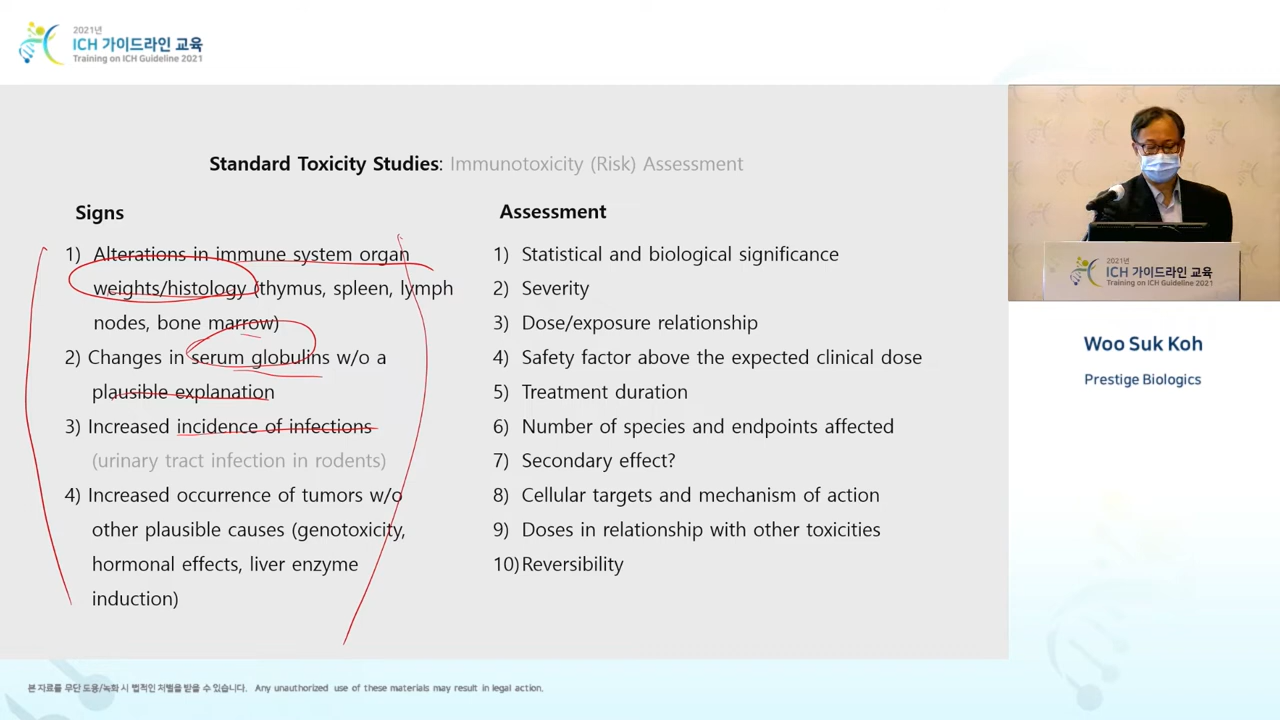 2021년
ICH 가이드라인 교육
Training on ICH Guideline 2021
Standard Toxicity Studies: Immunotoxicity (Risk) Assessment
Signs
1) Alterations in immune system organ
weights/histology (thymus, spleen, lymph
nodes, bone marrow)
2) Changes in serum globulins w/o a
plausible explanation
3) Increased incidence of infections
(urinary tract infection in rodents)
4) Increased occurrence of tumors w/o
other plausible causes (genotoxicity,
hormonal effects, liver enzyme
induction)
Assessment
1) Statistical and biological significance
2) Severity
3) Dose/exposure relationship
4) Safety factor above the expected clinical dose
5) Treatment duration
6) Number of species and endpoints affected
7) Secondary effect?
8) Cellular targets and mechanism of action
9) Doses in relationship with other toxicities
10) Reversibility
2021년
ICH 가이드라인 교육
Training on ICH Guideline 2021
Woo Suk Koh
Prestige Biologics
본 자료를 무단 도용/녹화 시 법적인 처벌을 받을 수 있습니다. Any unauthorized use of these materials may result in legal action.